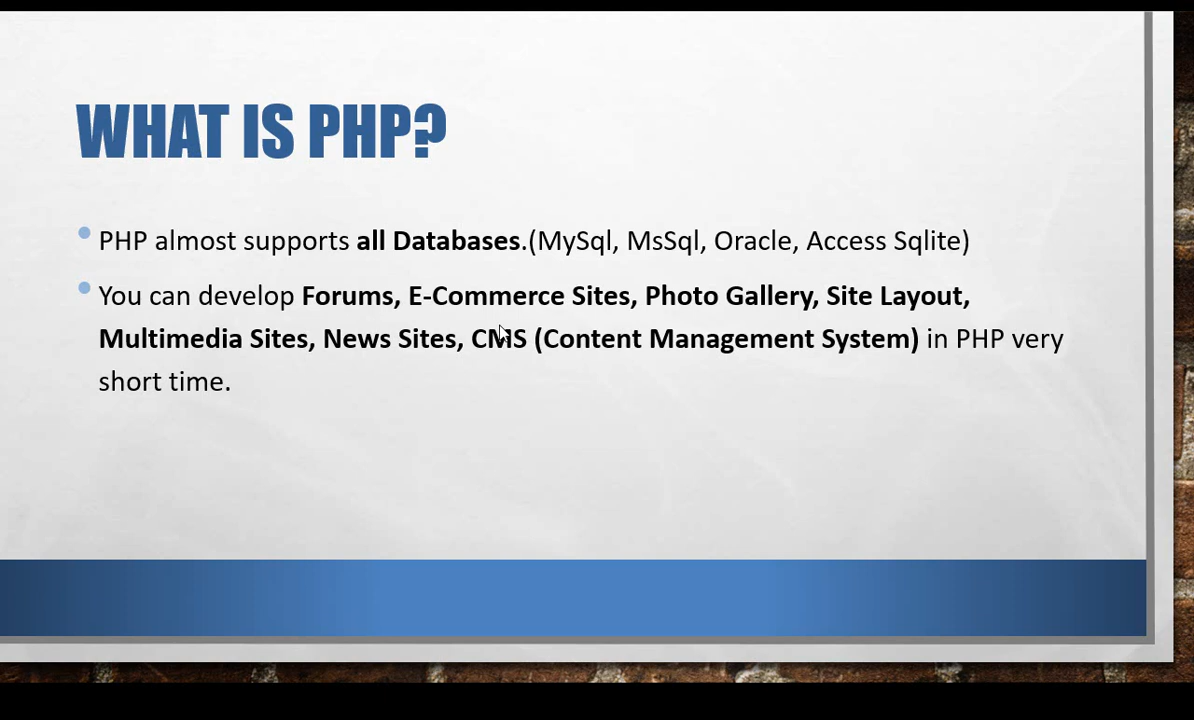 WHAT IS PHP?
PHP almost supports all Databases.(MySql, MsSql, Oracle, Access Sqlite)
You can develop Forums, E-Commerce Sites, Photo Gallery, Site Layout,
Multimedia Sites, News Sites, CMS (Content Management System) in PHP very
short time.